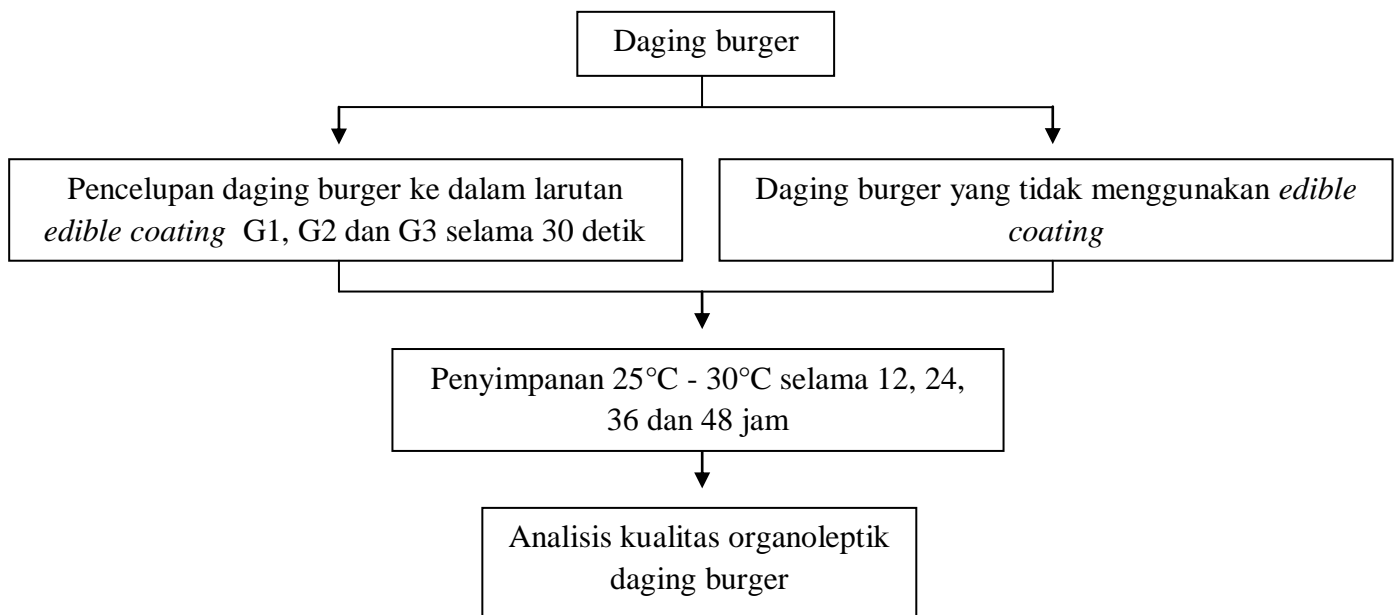 Daging burger
Pencelupan daging burger ke dalam larutan
edible coating G1, G2 dan G3 selama 30 detik
Daging burger yang tidak menggunakan edible
coating
Penyimpanan 25°C - 30°C selama 12, 24,
36 dan 48 jam
Analisis kualitas organoleptik
daging burger